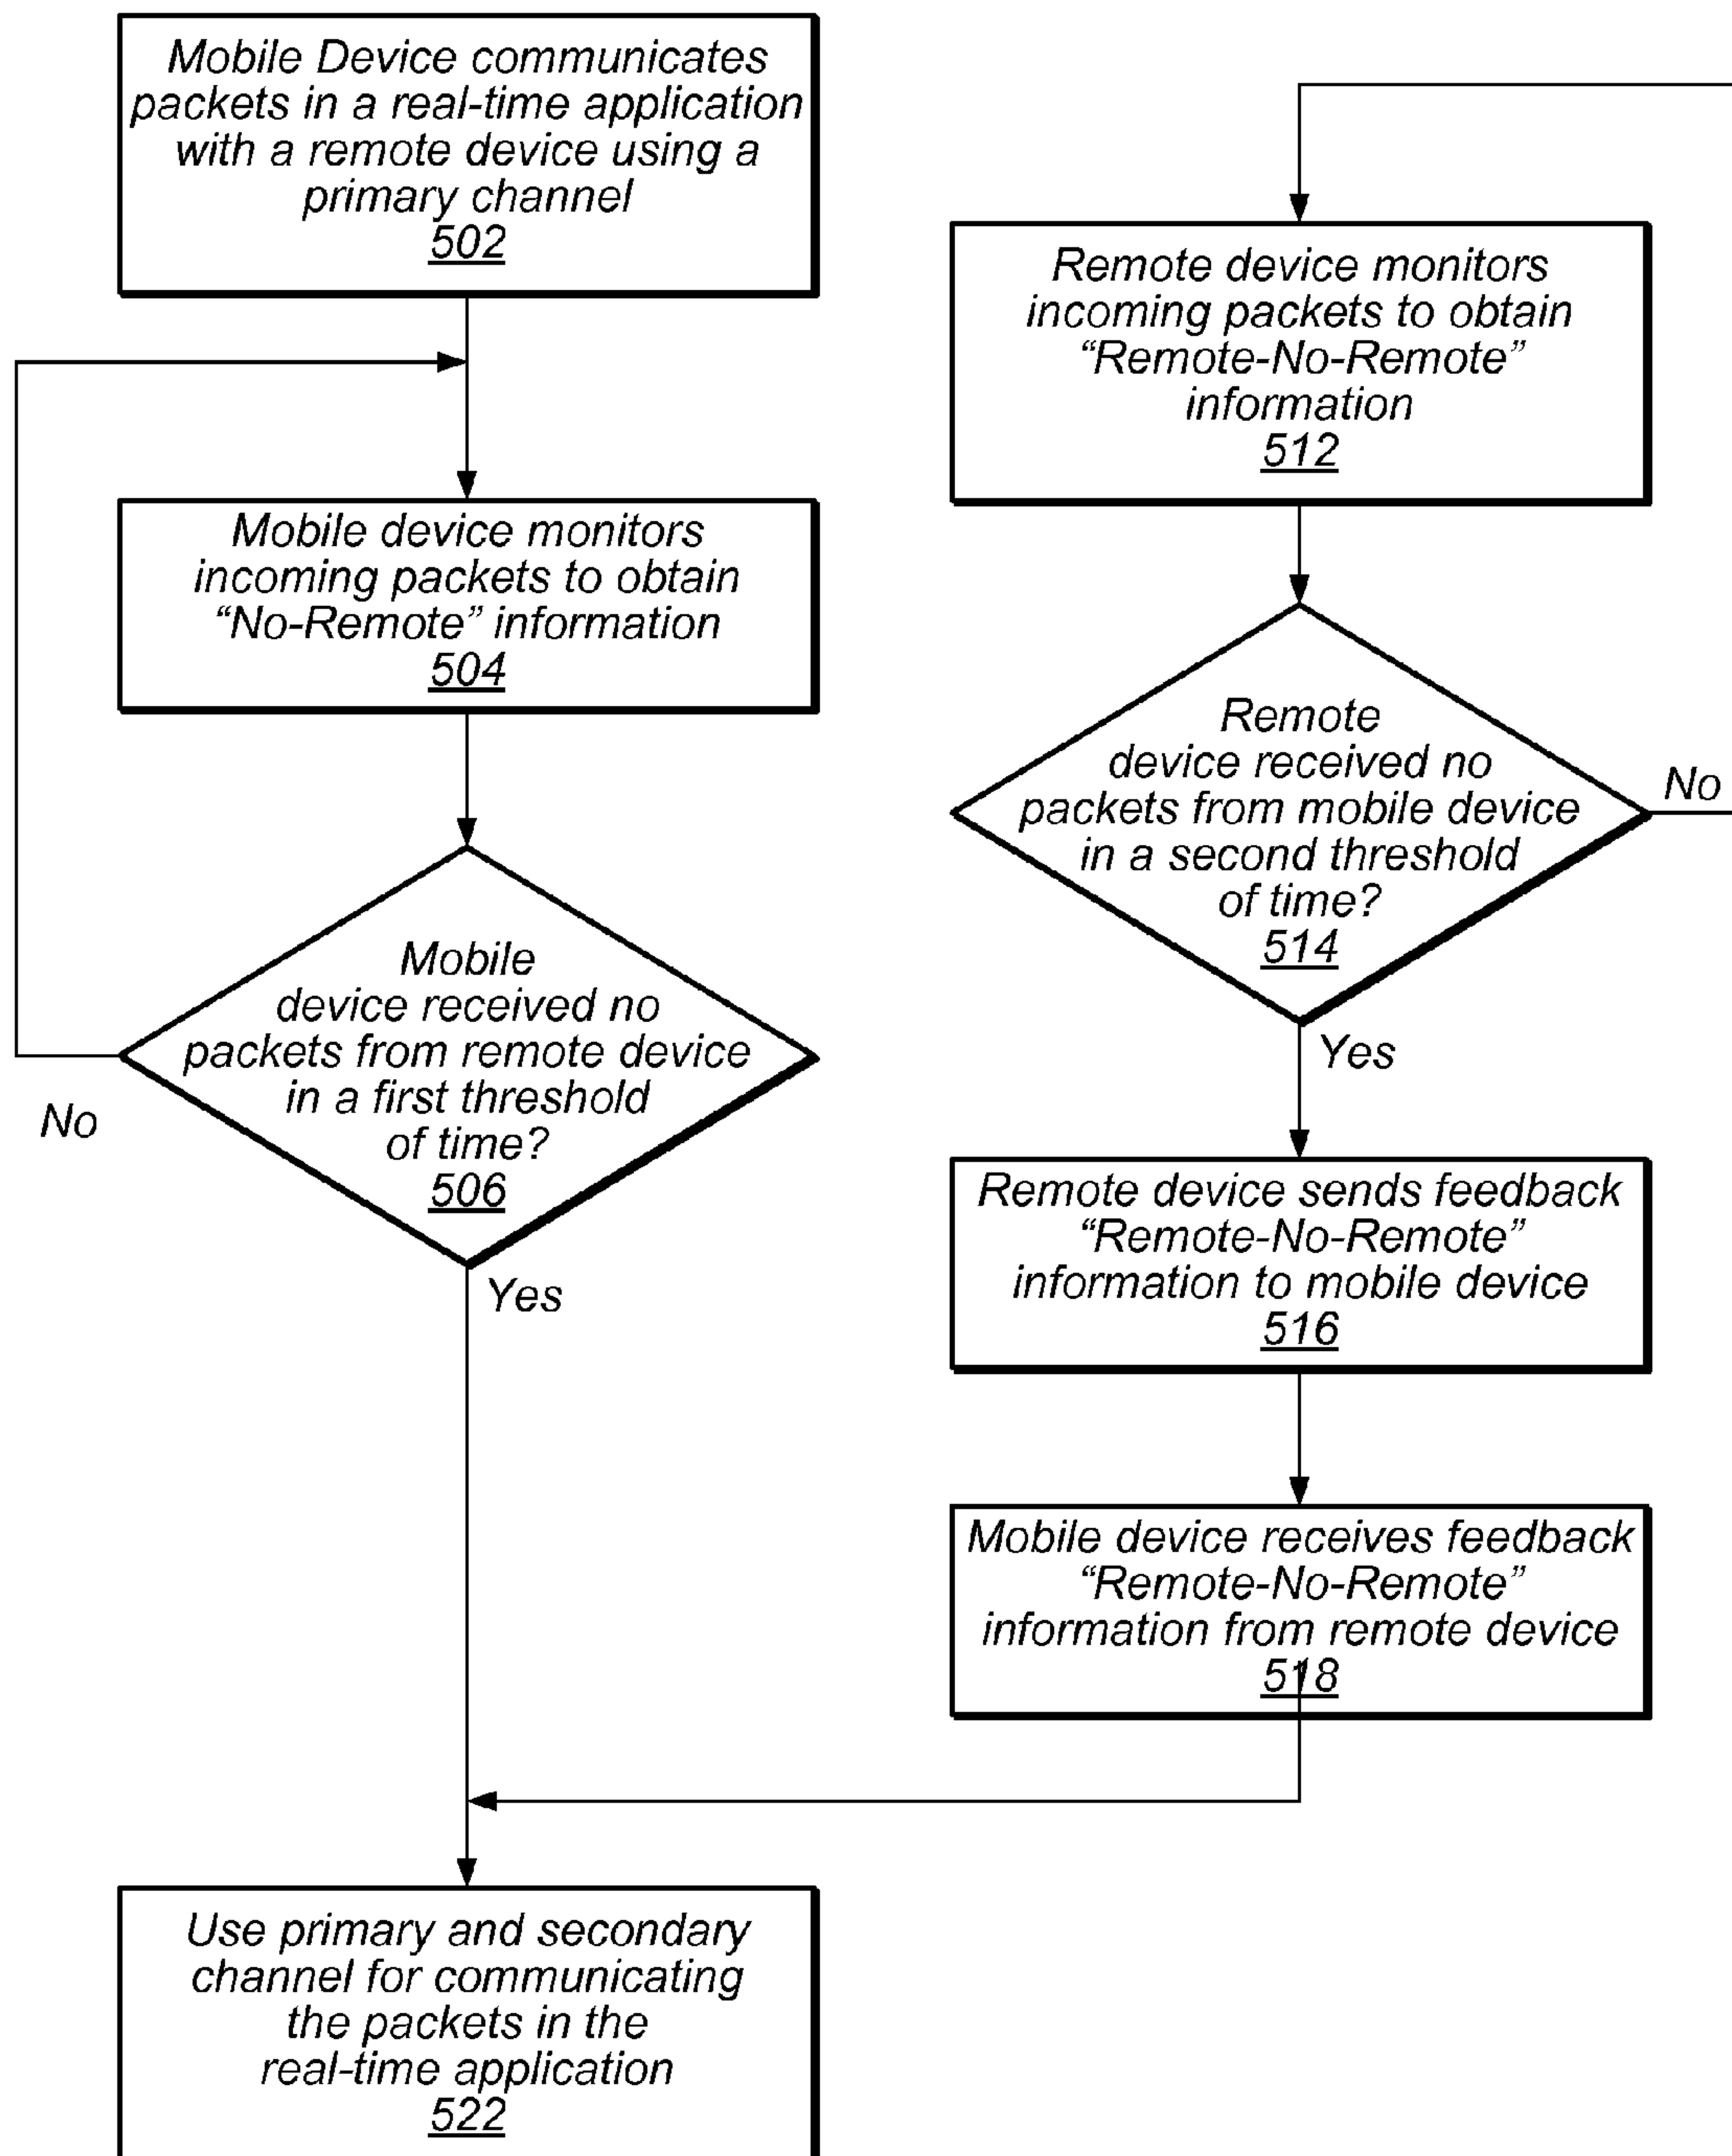 Mobile Device communicates
packets in a real-time application
with a remote device using a
primary channel
502
Mobile device monitors
incoming packets to obtain
“No-Remote” information
504
Mobile
device received no
packets from remote device
in a first threshold
of time?
506
No
Yes
Remote device monitors
incoming packets to obtain
“Remote-No-Remote”
information
512
Remote
device received no
packets from mobile device
in a second threshold
of time?
514
No
Yes
Remote device sends feedback
“Remote-No-Remote”
information to mobile device
516
Mobile device receives feedback
“Remote-No-Remote”
information from remote device
518
Use primary and secondary
channel for communicating
the packets in the
real-time application
522